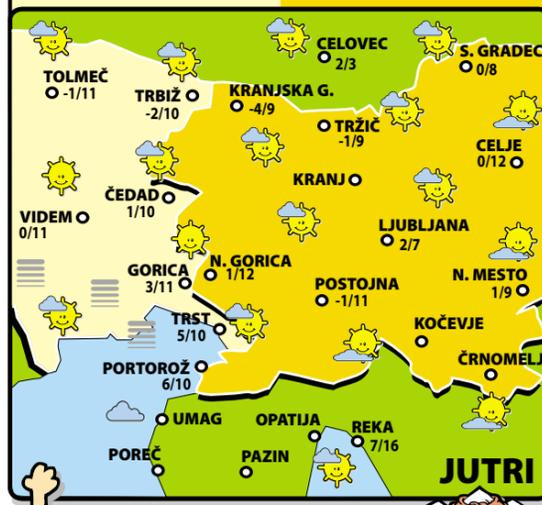 CELOVEC
2/3
S. GRADEC
0/8
TOLMEČ
-1/11
TRBIŽ
-2/10
KRANJSKA G.
-4/9
TRŽIČ
-1/9
CELJE
0/12
KRANJ
ČEDAD
1/10
VIDEM
0/11
LJUBLJANA
2/7
N. GORICA
1/12
GORICA
3/11
N. MESTO
1/9
POSTOJNA
-1/11
TRST
5/10
KOČEVJE
ČRNOMELJ
PORTOROŽ
6/10
UMAG
OPATIJA
REKA
7/16
POREČ
PAZIN
JUTRI